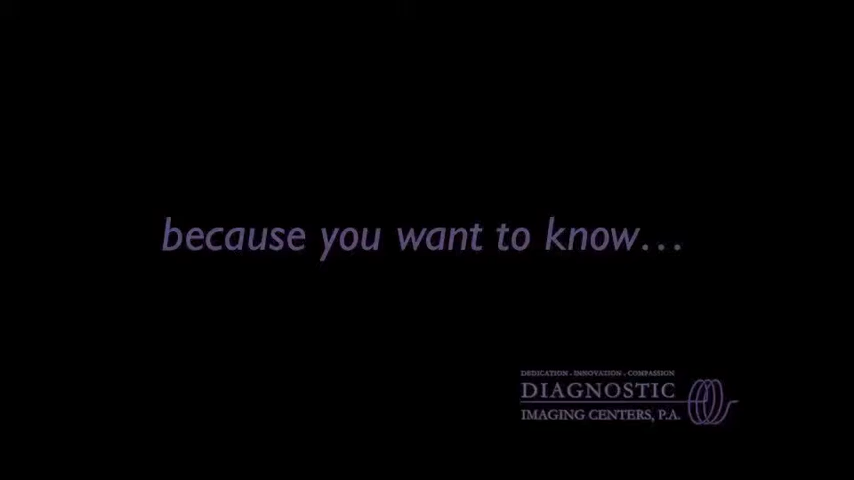 because you want to know...
DEDICATION . INNOVATION . COMPASSION
DIAGNOSTIC
IMAGING CENTERS, P.A.